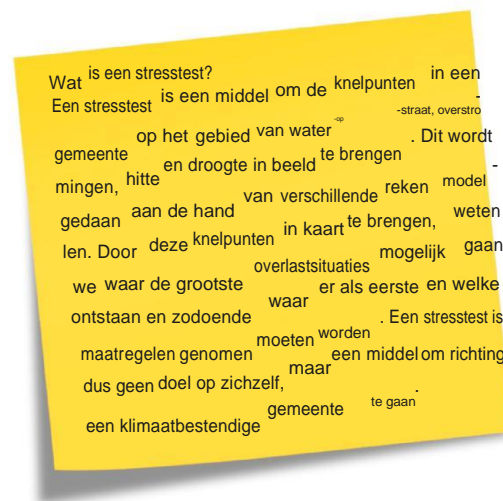 Wat is een stresstest?
Een stresstest is een middel om de knelpunten in een
gemeente op het gebied van water-op-straat, overstro-
mingen, hitte en droogte in beeld te brengen. Dit wordt
gedaan aan de hand van verschillende reken model-
len. Door deze knelpunten in kaart te brengen, weten
we waar de grootste overlastsituaties mogelijk gaan
ontstaan en zodoende waar er als eerste en welke
maatregelen genomen moeten worden. Een stresstest is
dus geen doel op zichzelf, maar een middel om richting
een klimaatbestendige gemeente te gaan.